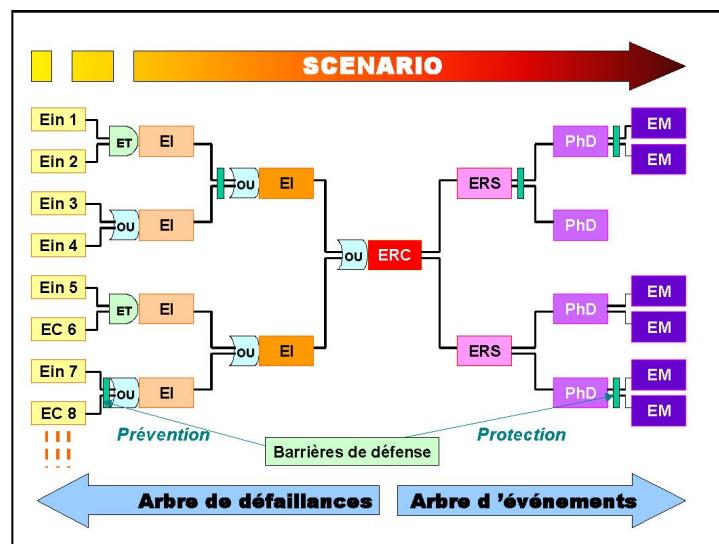 SCENARIO
Ein 1
Ein 2
ET
EI
Ein 3
Ein 4
OU
EI
OU
EI
Ein 5
EC 6
ET
EI
Ein 7
EC 8
OU
EI
OU
EI
OU
ERC
ERS
PhD
EM
EM
PhD
ERS
PhD
EM
EM
PhD
EM
EM
Prévention
Barrières de défense
Protection
Arbre de défaillances
Arbre d ’événements